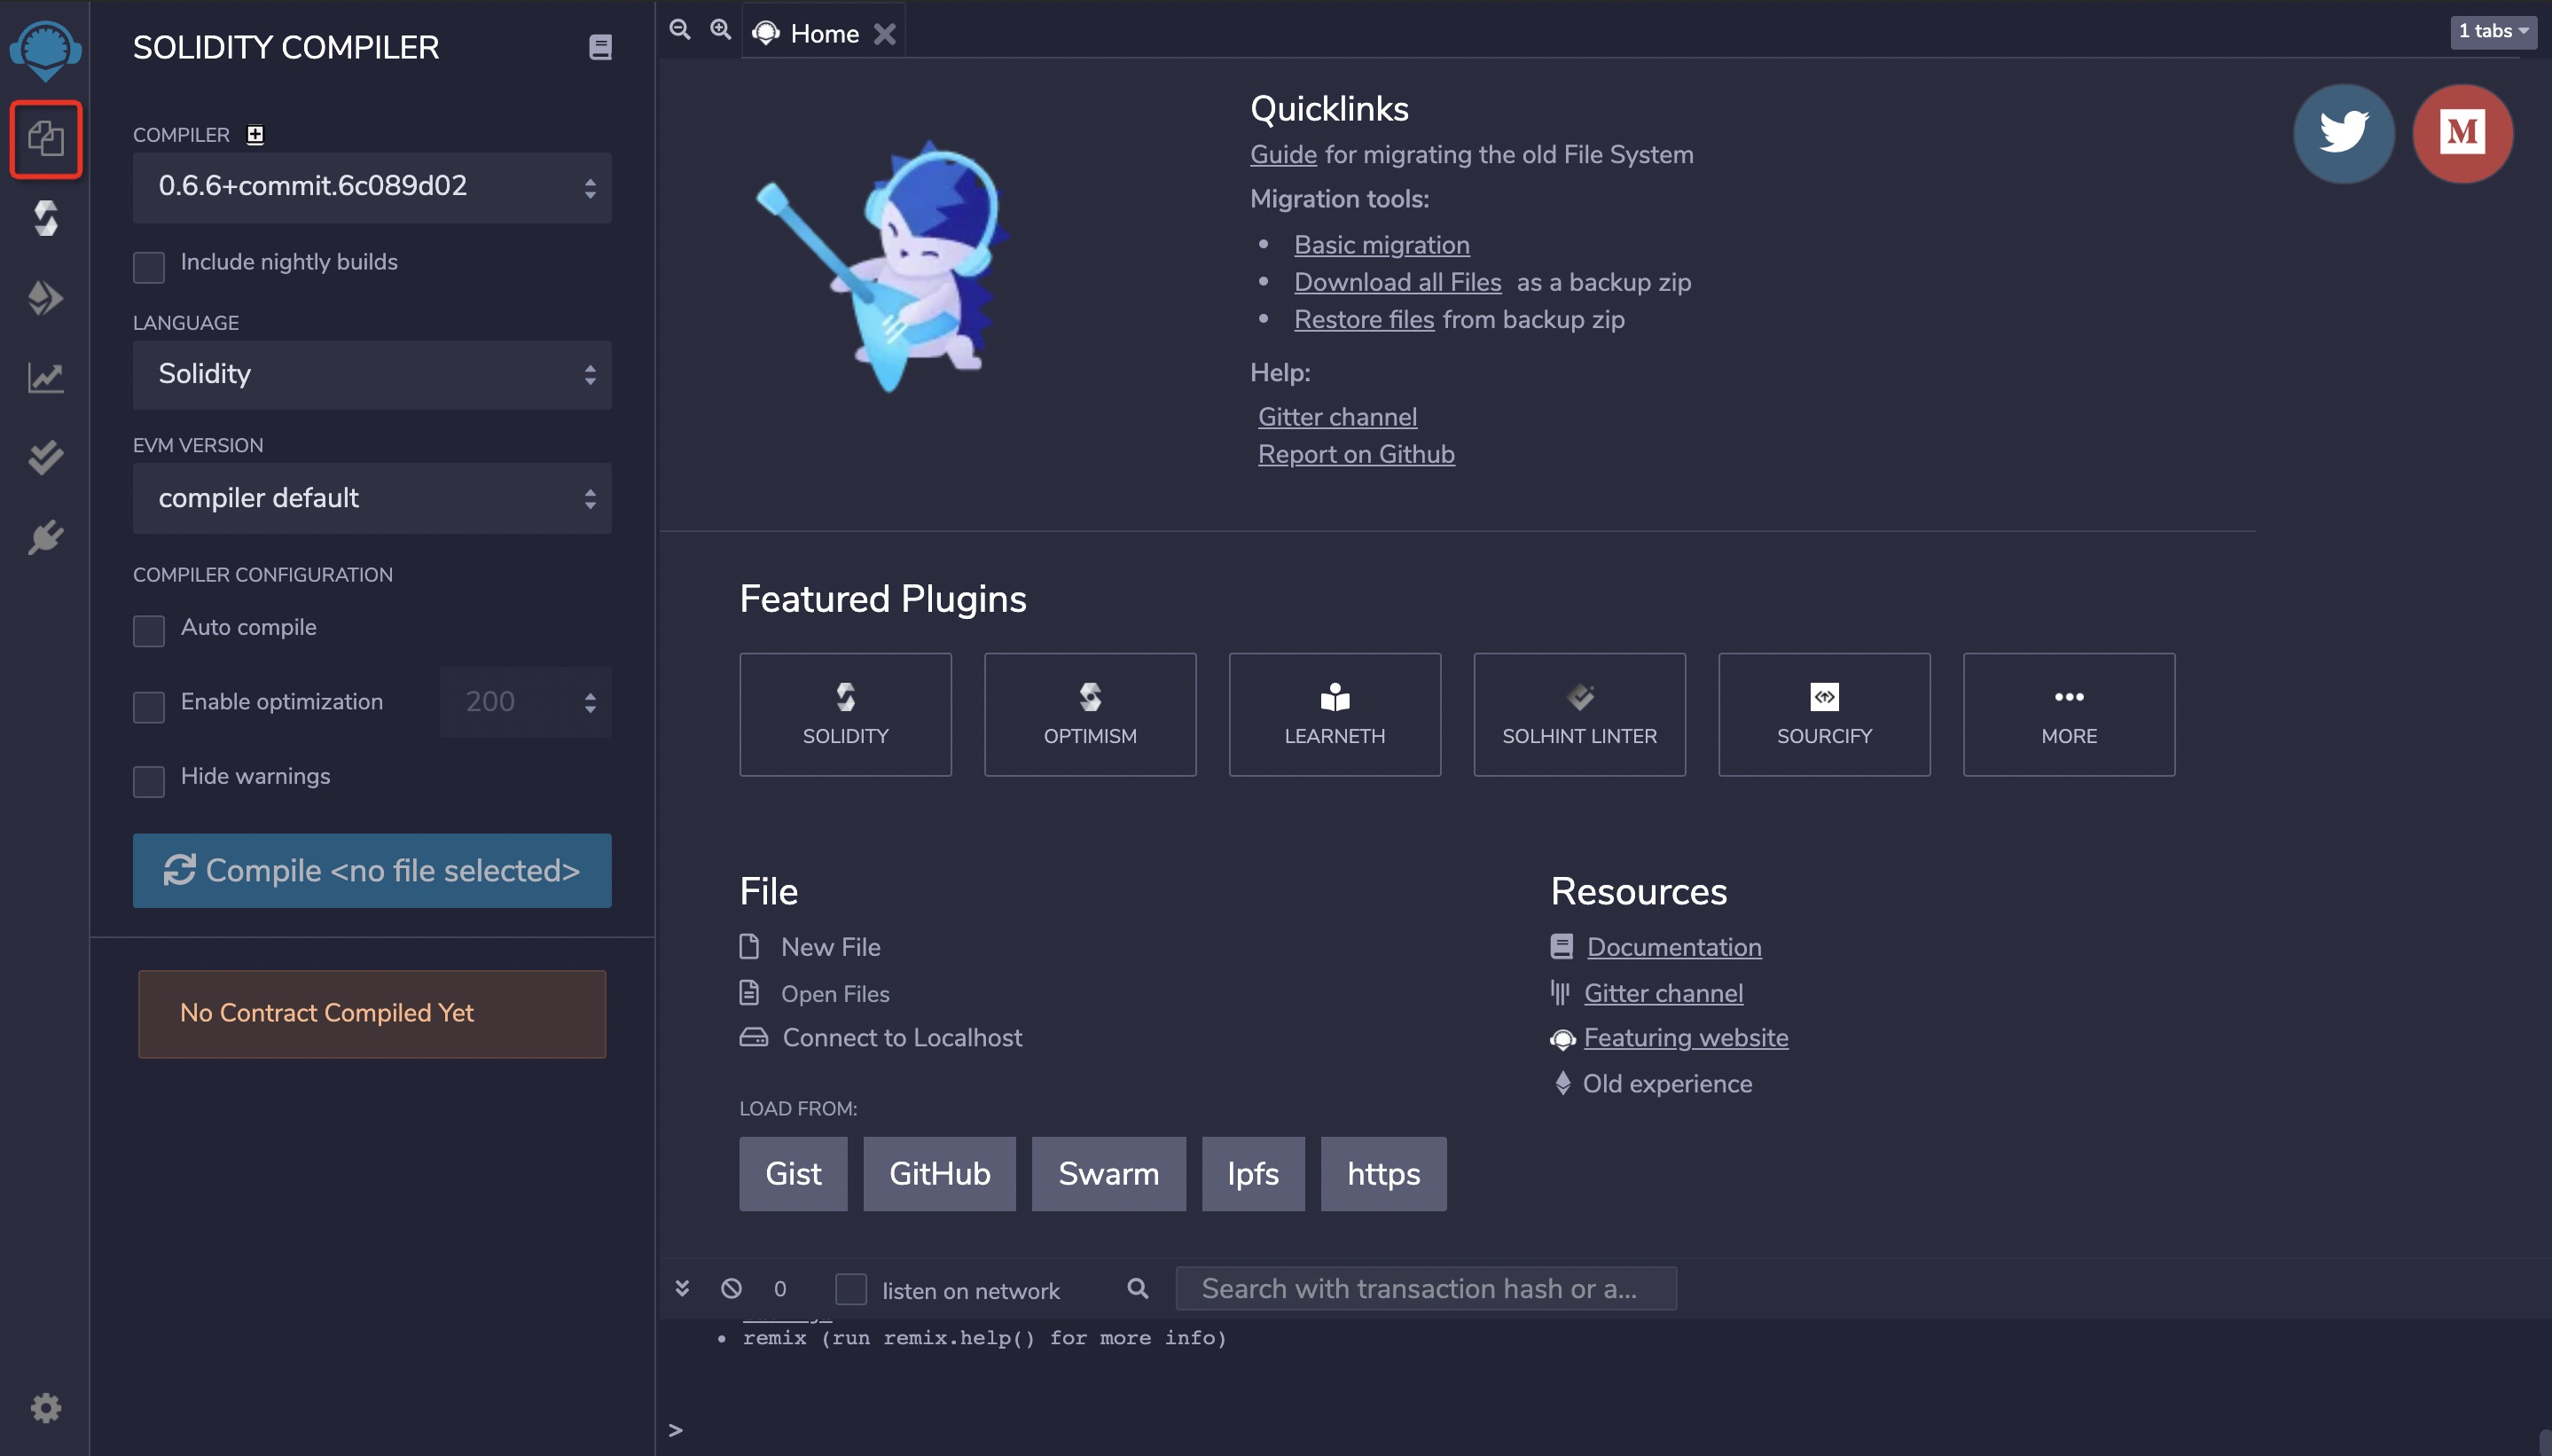 SOLIDITY COMPILER
COMPILER
0.6.6+commit.6c089d02
Include nightly builds
LANGUAGE
Solidity
EVM VERSION
compiler default
COMPILER CONFIGURATION
Auto compile
Enable optimization
200
Hide warnings
Compile <no file selected>
No Contract Compiled Yet
Home
1 tabs
Quicklinks
Guide for migrating the old File System
Migration tools:
• Basic migration
• Download all Files as a backup zip
• Restore files from backup zip
Help:
Gitter channel
Report on Github
M
Featured Plugins
SOLIDITY
OPTIMISM
LEARNETH
SOLHINT LINTER
SOURCIFY
MORE
File
New File
Open Files
Connect to Localhost
LOAD FROM:
Gist
GitHub
Swarm
Ipfs
https
Resources
Documentation
Gitter channel
Featuring website
Old experience
0
listen on network
Search with transaction hash or a...
• remix (run remix.help() for more info)
>